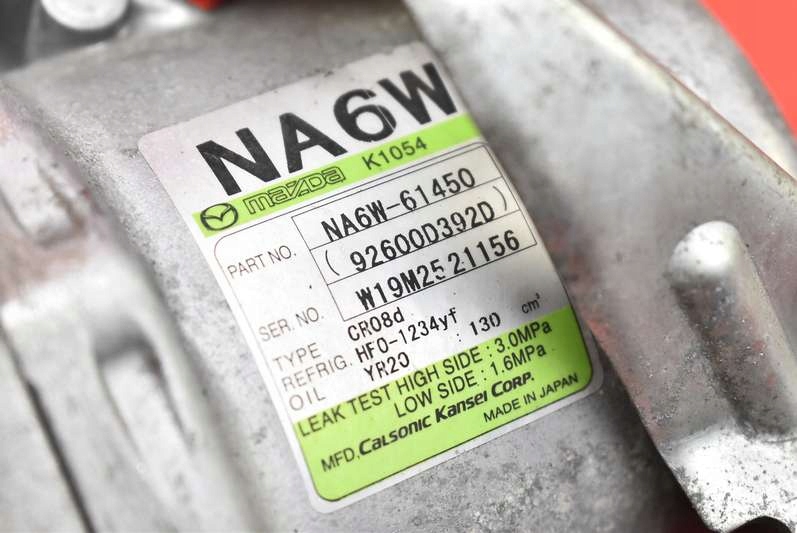 NA6W
mazda K1054
PART NO. NA6W-61450
(92600D392D)
SER. NO. W19M2521156
TYPE CR08d
REFRIG. HFO-1234yf
OIL YR20 : 130 cm³
LEAK TEST HIGH SIDE : 3.0MPa
LOW SIDE : 1.6MPa
MFD. Calsonic Kansei Corp.
MADE IN JAPAN